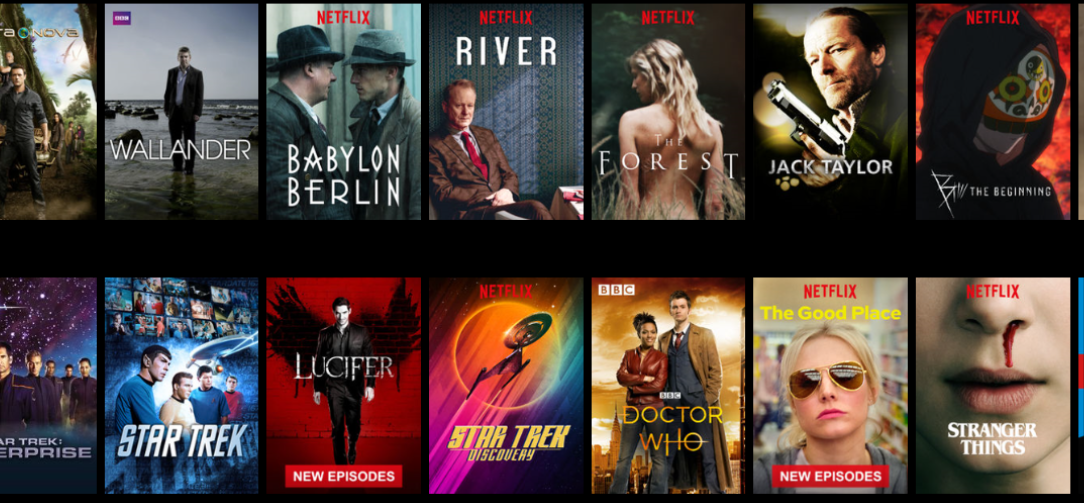 RA NOVA
BBC
WALLANDER
NETFLIX
BABYLON
BERLIN
NETFLIX
RIVER
NETFLIX
THE
FOREST
JACK TAYLOR
NETFLIX
B THE BEGINNING
AR TREK:
ERPRISE
STAR TREK
LUCIFER
NEW EPISODES
NETFLIX
STAR TREK
DISCOVERY
BBC
BBC
DOCTOR
WHO
NETFLIX
The Good Place
NEW EPISODES
NETFLIX
STRANGER
THINGS